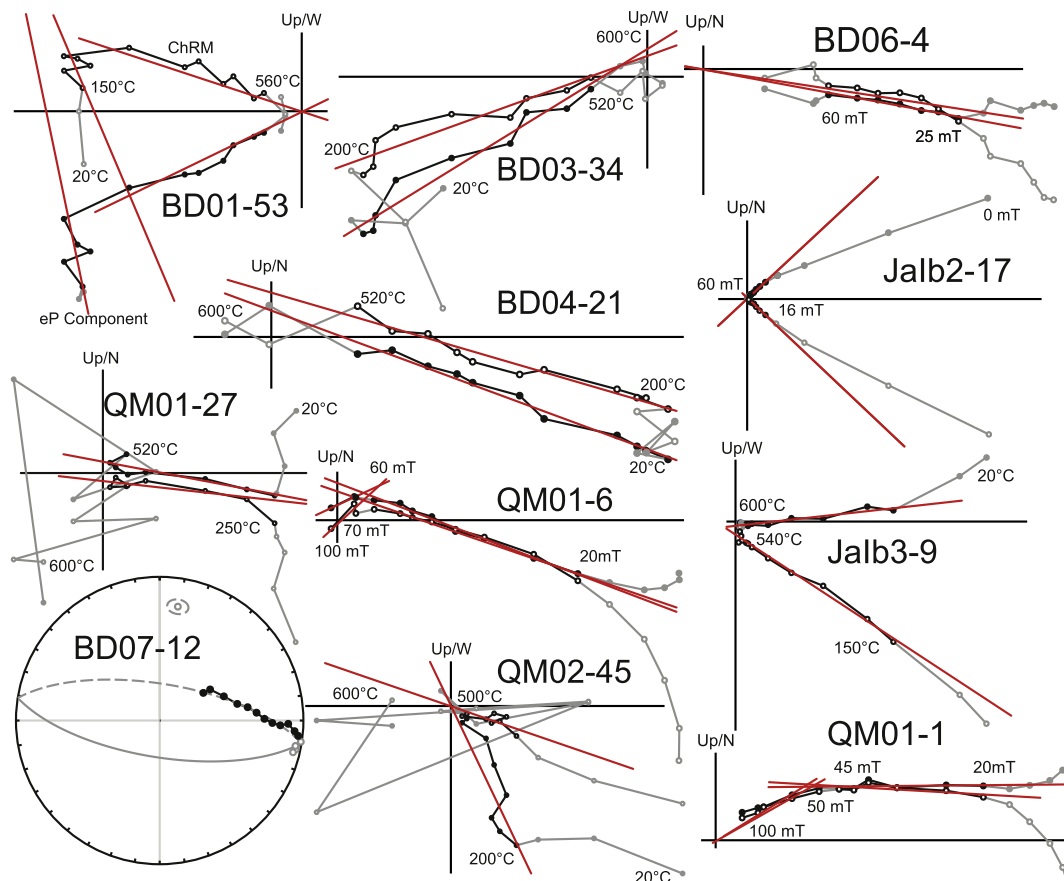 Up/W
ChRM
560°C
150°C
20°C
BD01-53
eP Component
Up/W
600°C
520°C
200°C
BD03-34
20°C
Up/N
BD06-4
60 mT
25 mT
Up/N
0 mT
Jalb2-17
60 mT
16 mT
Up/N
BD04-21
520°C
600°C
200°C
20°C
Up/N
QM01-27
20°C
520°C
250°C
600°C
Up/N
60 mT
QM01-6
70 mT
100 mT
20mT
Up/W
20°C
600°C
540°C
Jalb3-9
150°C
BD07-12
Up/W
QM02-45
600°C
500°C
200°C
20°C
Up/N
QM01-1
45 mT
20mT
50 mT
100 mT